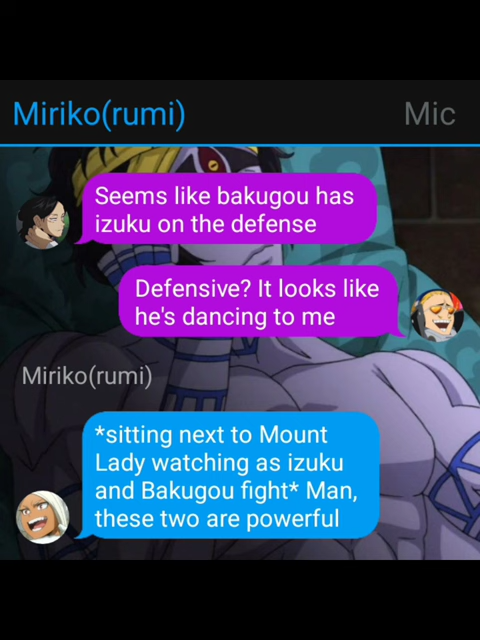 Miriko(rumi) Mic
Seems like bakugou has
izuku on the defense
Defensive? It looks like
he's dancing to me
Miriko(rumi)
*sitting next to Mount
Lady watching as izuku
and Bakugou fight* Man,
these two are powerful